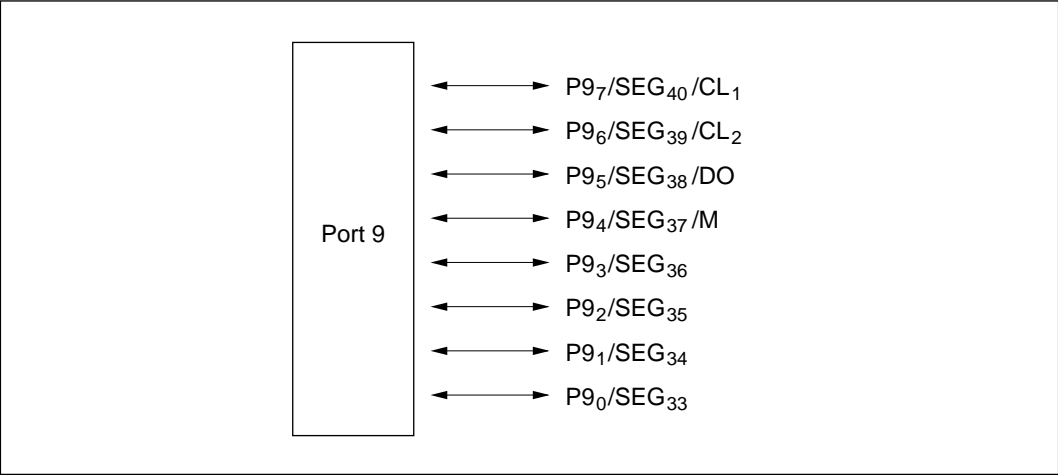 Port 9
P9₇/SEG₄₀/CL₁
P9₆/SEG₃₉/CL₂
P9₅/SEG₃₈/DO
P9₄/SEG₃₇/M
P9₃/SEG₃₆
P9₂/SEG₃₅
P9₁/SEG₃₄
P9₀/SEG₃₃